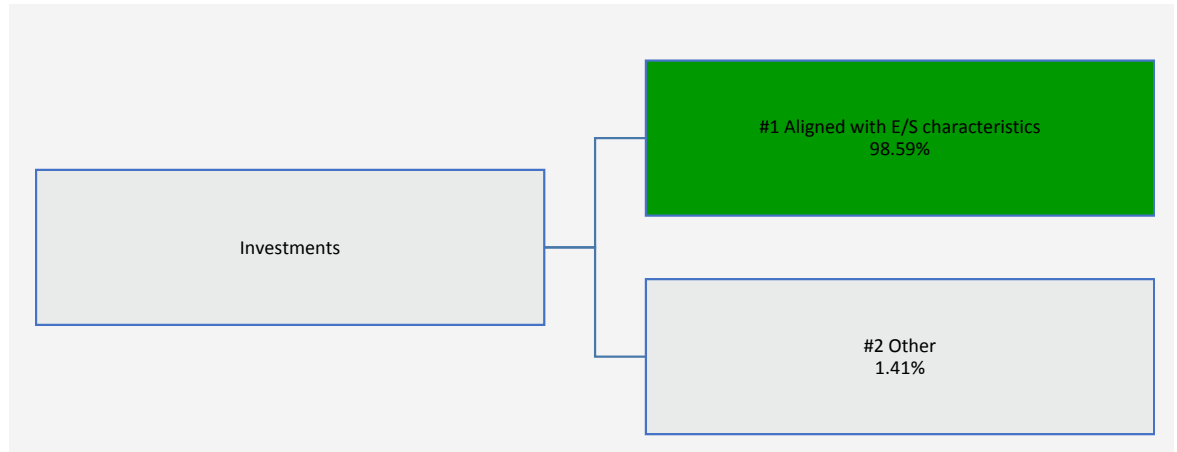 Investments
#1 Aligned with E/S characteristics
98.59%
#2 Other
1.41%